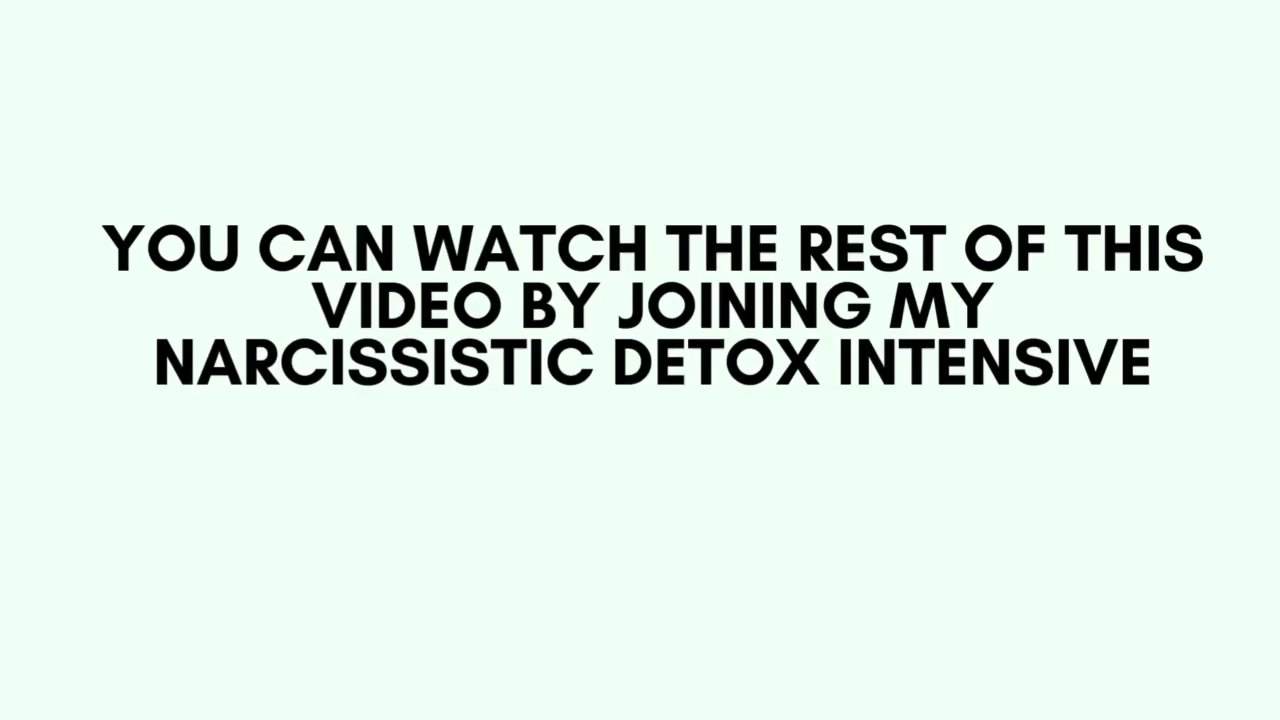 YOU CAN WATCH THE REST OF THIS
VIDEO BY JOINING MY
NARCISSISTIC DETOX INTENSIVE